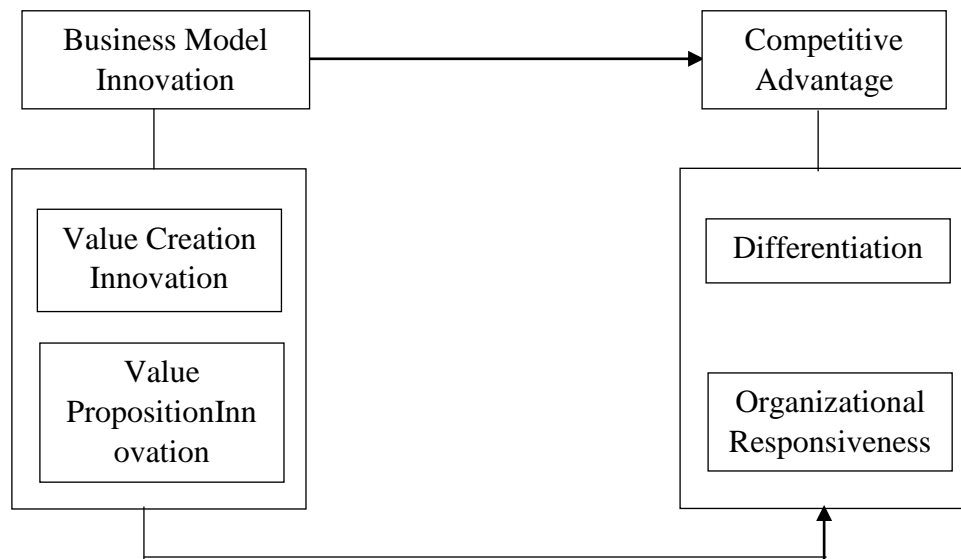 Business Model
Innovation
Competitive
Advantage
Value Creation
Innovation
Value
PropositionInn
ovation
Differentiation
Organizational
Responsiveness